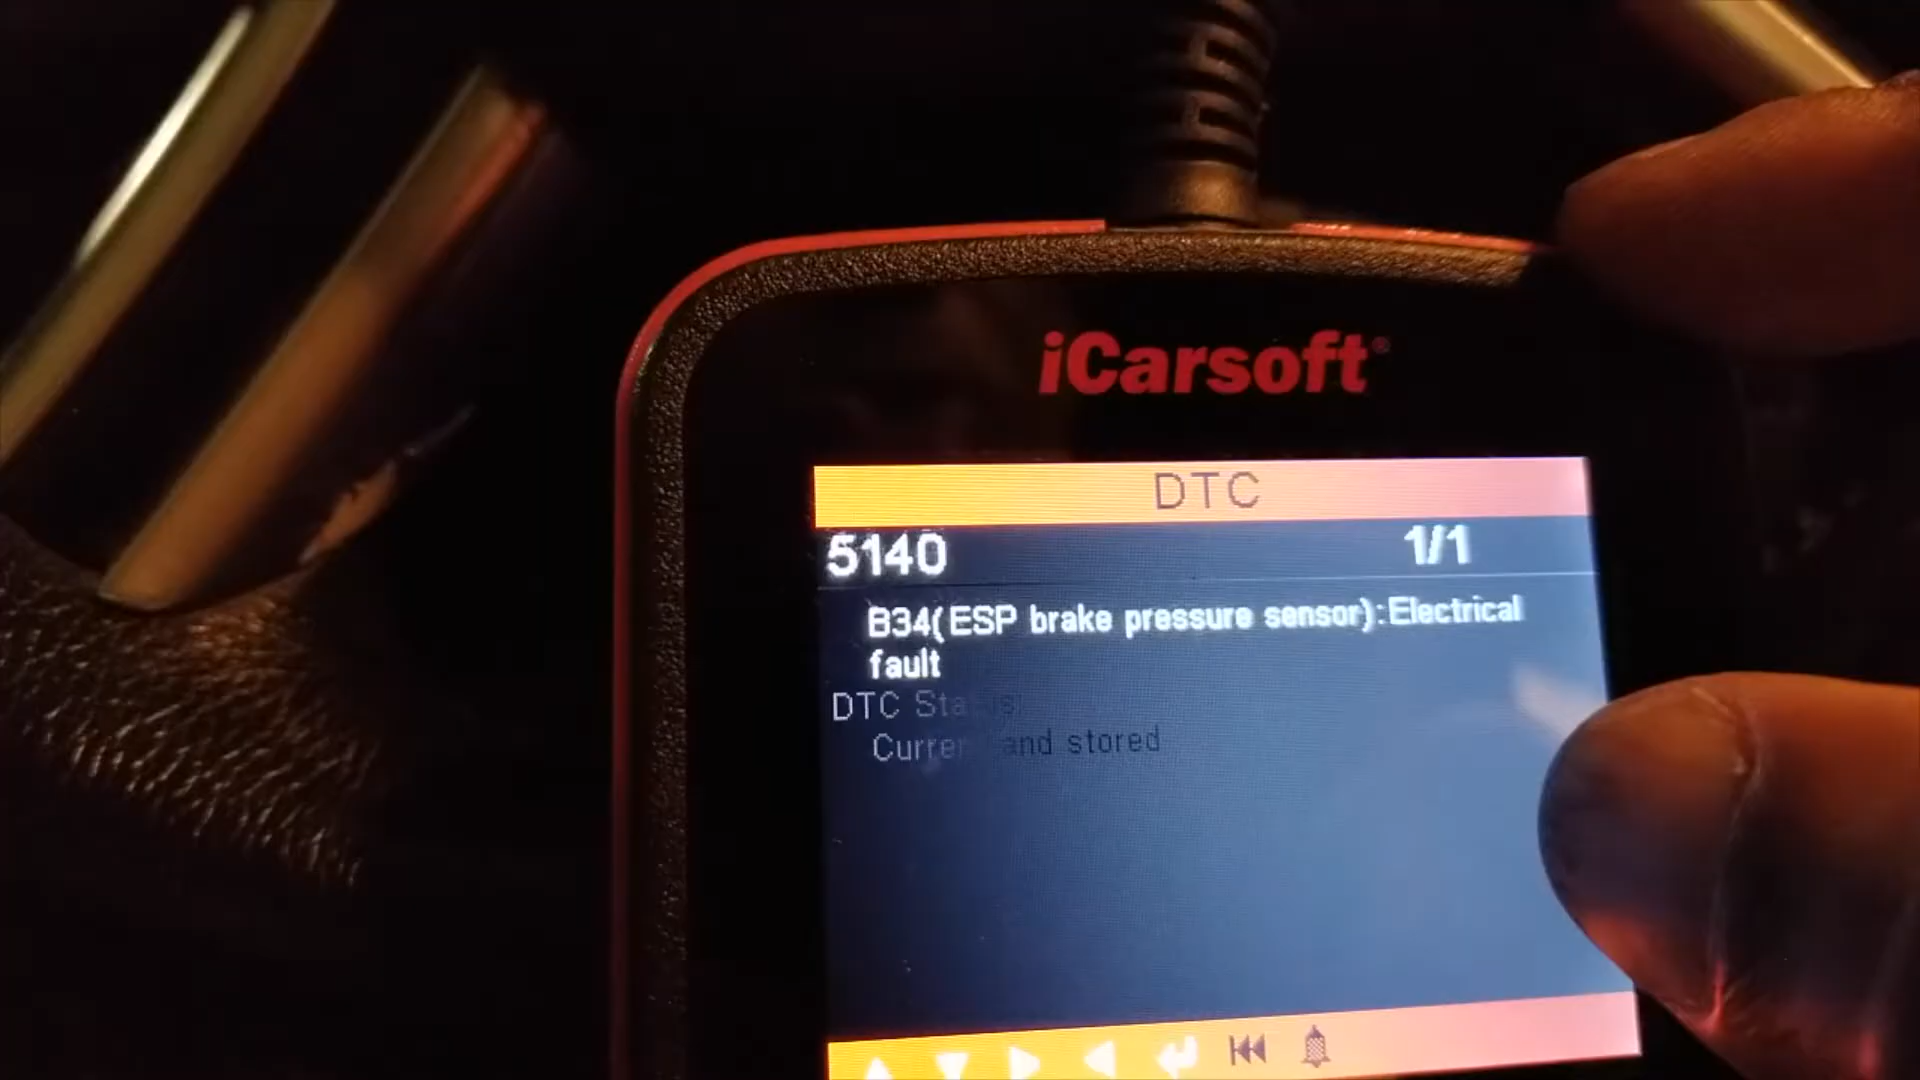 iCarsoft®
DTC
5140 1/1
B34(ESP brake pressure sensor):Electrical
fault
DTC Status
Current and stored